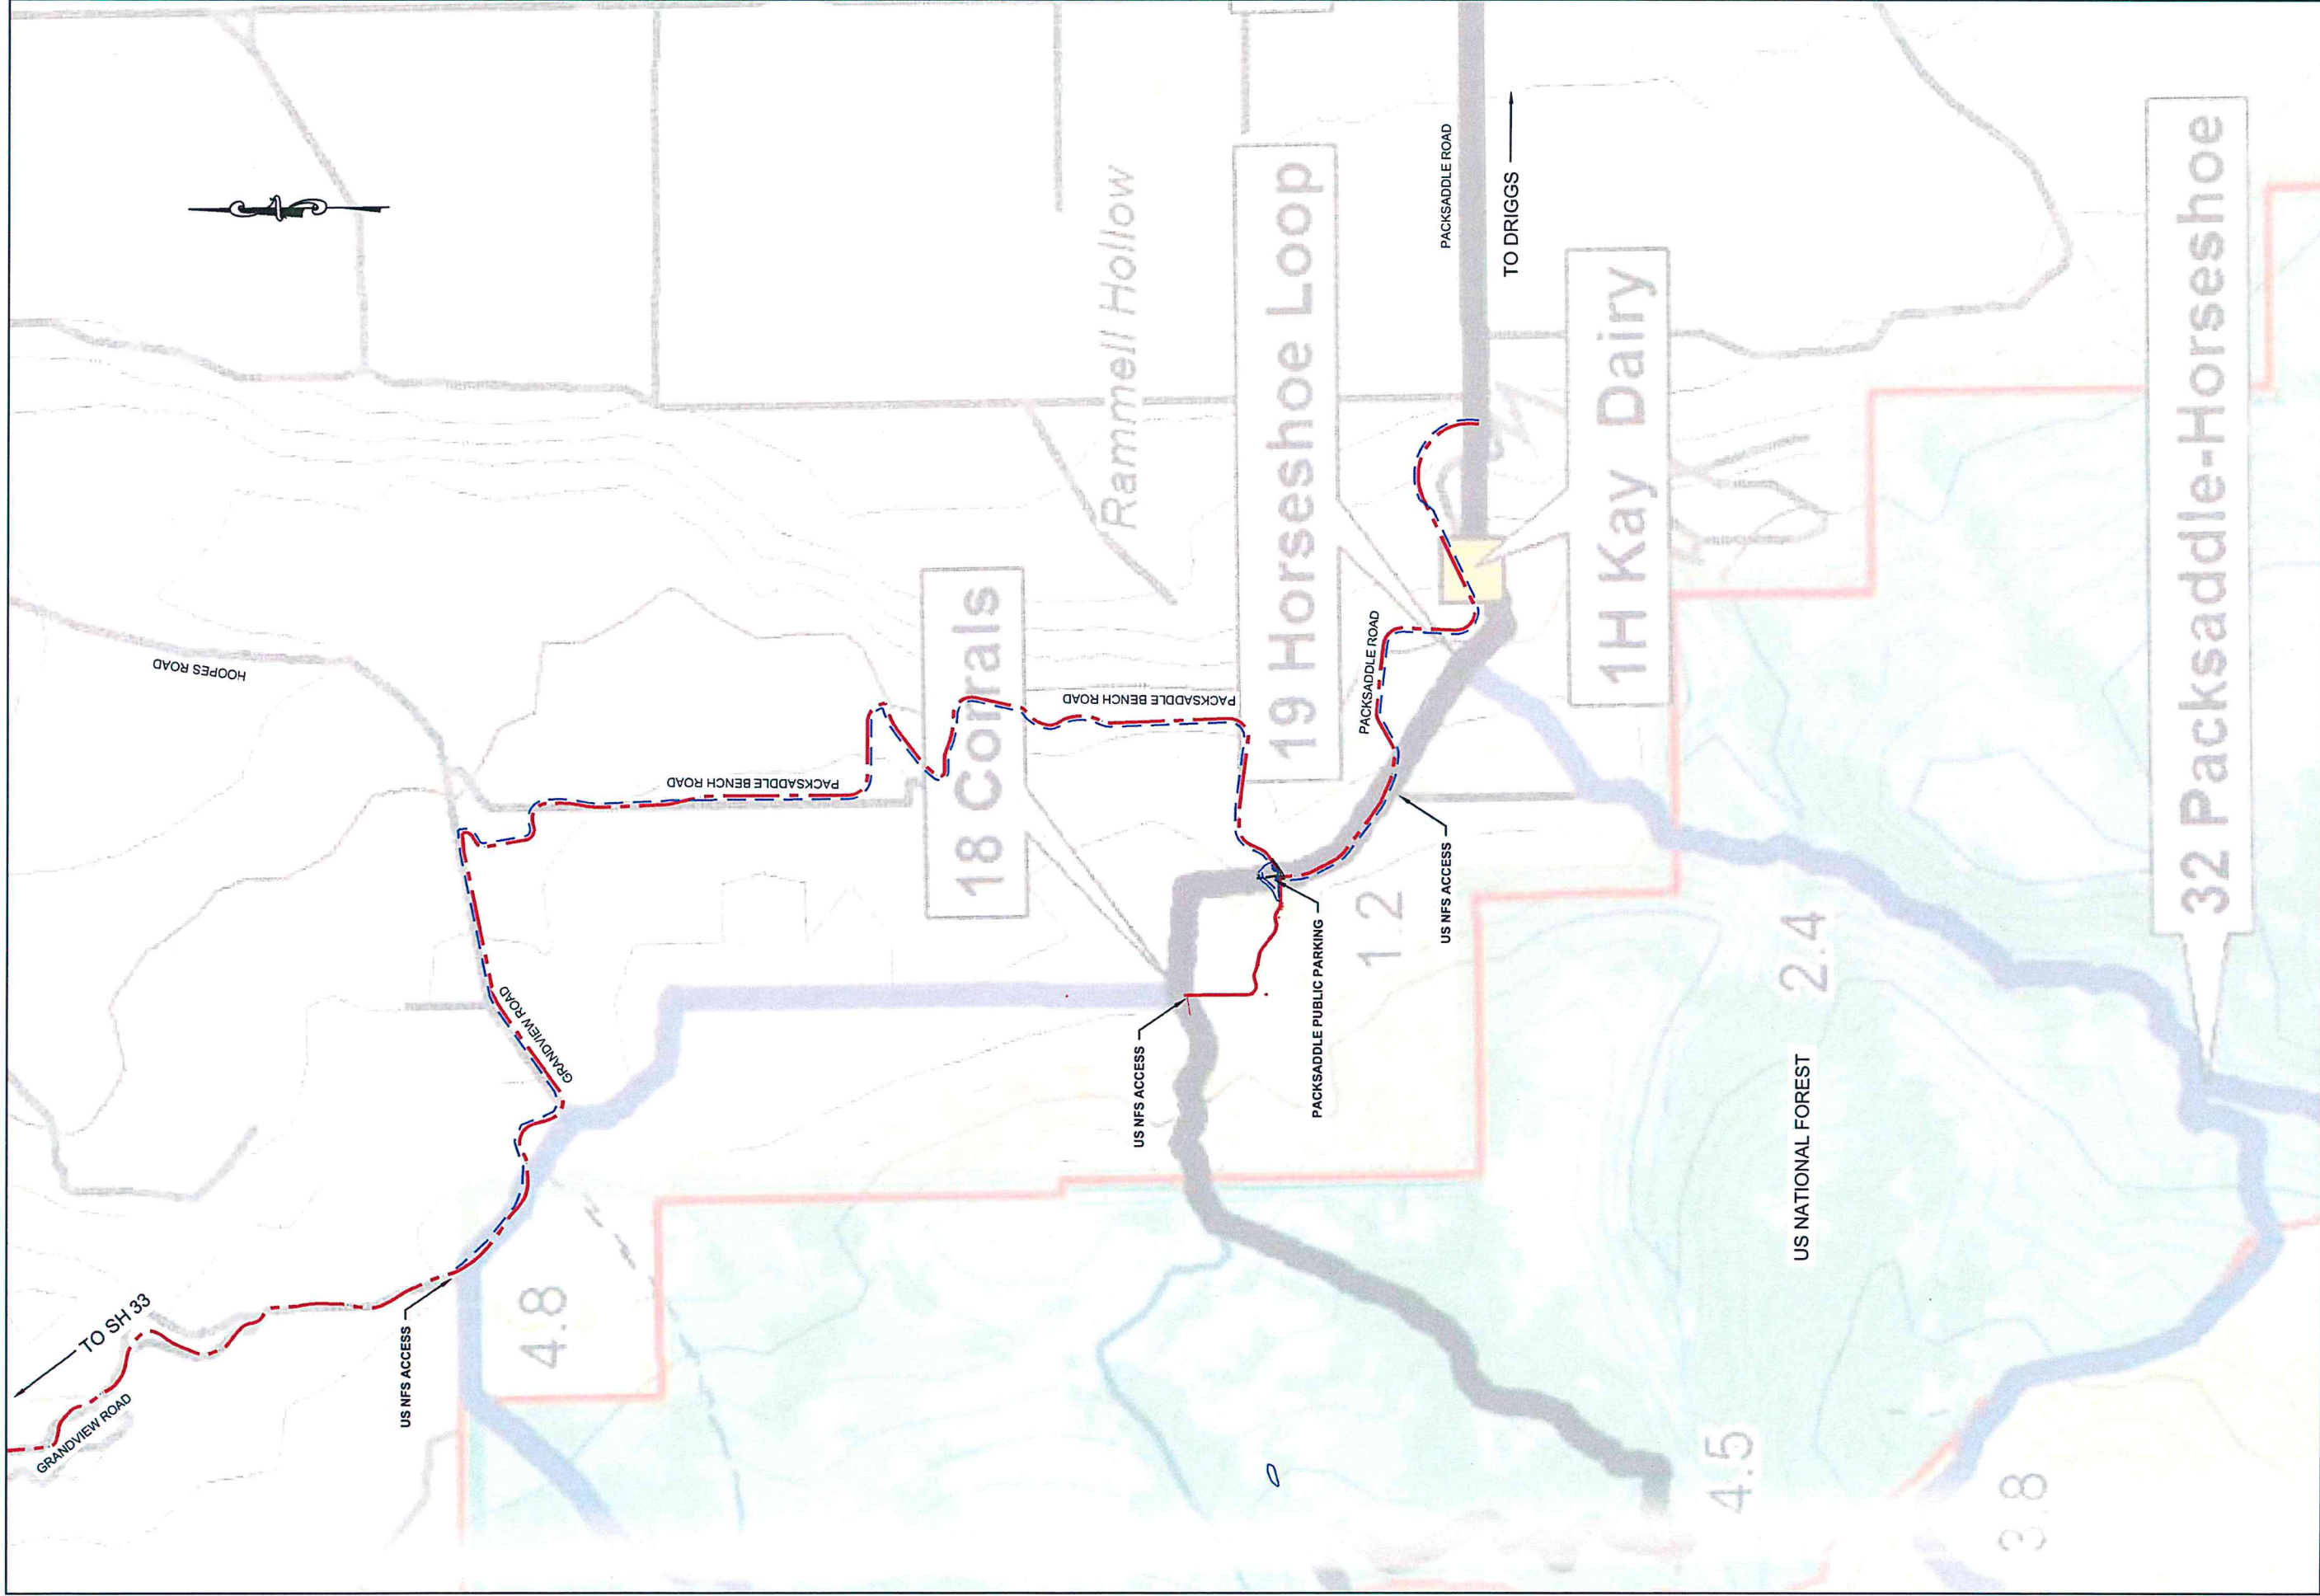 TO SH 33
GRANDVIEW ROAD
US NFS ACCESS
4.8
GRANDVIEW ROAD
HOOPES ROAD
PACKSADDLE BENCH ROAD
18 Corrals
Rammell Hollow
PACKSADDLE BENCH ROAD
US NFS ACCESS
PACKSADDLE PUBLIC PARKING
19 Horseshoe Loop
1.2
PACKSADDLE ROAD
US NFS ACCESS
PACKSADDLE ROAD
TO DRIGGS
1H Kay Dairy
US NATIONAL FOREST
2.4
4.5
3.8
32 Packsaddle-Horseshoe